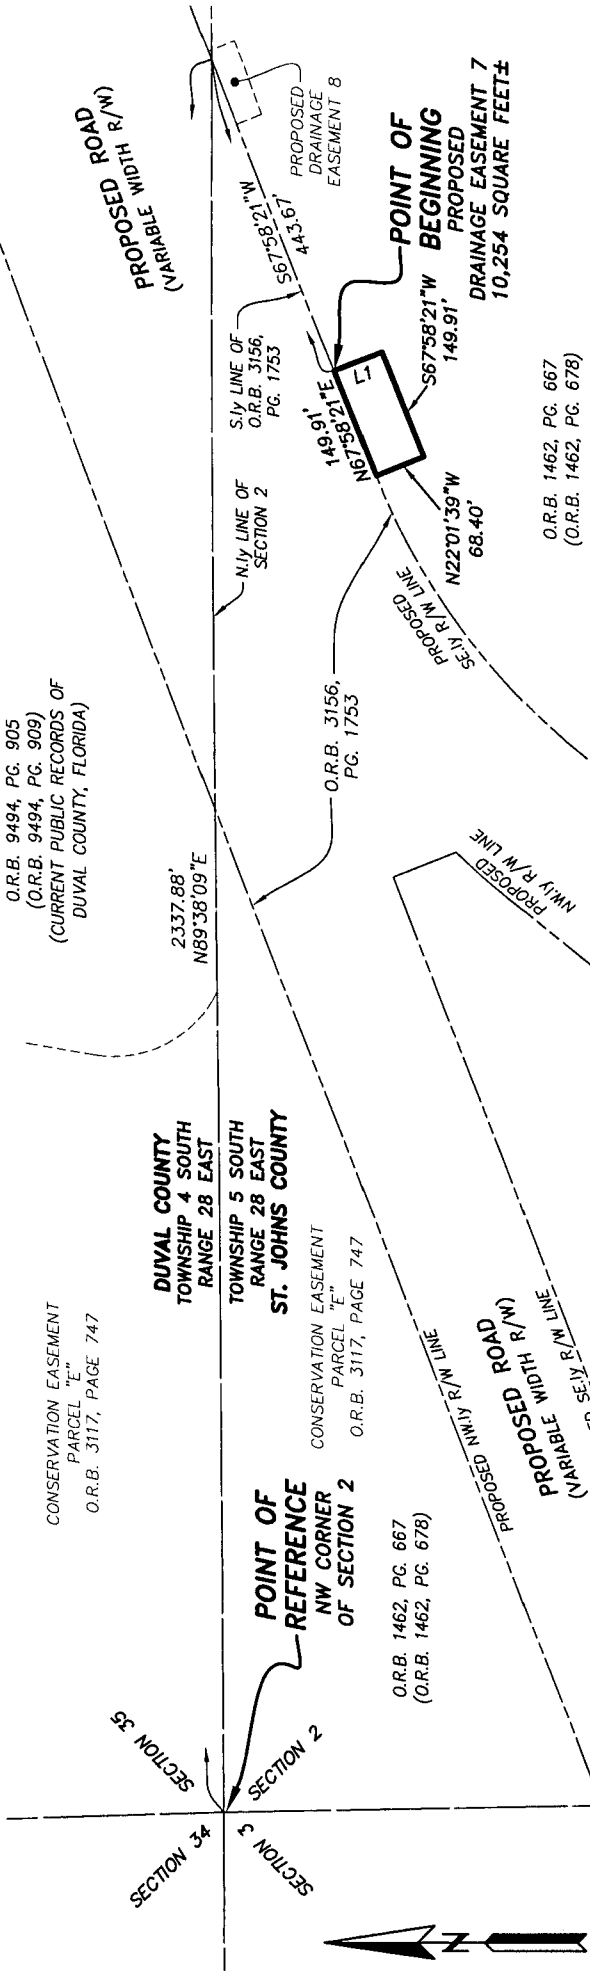 O.R.B. 9494, PG. 905
(O.R.B. 9494, PG. 909)
(CURRENT PUBLIC RECORDS OF
DUVAL COUNTY, FLORIDA)
CONSERVATION EASEMENT
PARCEL "E"
O.R.B. 3117, PAGE 747
PROPOSED ROAD
(VARIABLE WIDTH R/W)
DUVAL COUNTY
TOWNSHIP 4 SOUTH
RANGE 28 EAST
TOWNSHIP 5 SOUTH
RANGE 28 EAST
ST. JOHNS COUNTY
2337.88'
N89°38'09"E
N.ly LINE OF
SECTION 2
S.ly LINE OF
O.R.B. 3156,
PG. 1753
S67°58'21"W
443.67'
PROPOSED
DRAINAGE
EASEMENT 8
SECTION 34
SECTION 35
SECTION 3
SECTION 2
POINT OF
REFERENCE
NW CORNER
OF SECTION 2
CONSERVATION EASEMENT
PARCEL "E"
O.R.B. 3117, PAGE 747
O.R.B. 3156,
PG. 1753
149.91'
N67°58'21"E
L1
POINT OF
BEGINNING
PROPOSED
DRAINAGE EASEMENT 7
10,254 SQUARE FEET±
S67°58'21"W
149.91'
N22°01'39"W
68.40'
PROPOSED
SE.ly R/W LINE
O.R.B. 1462, PG. 667
(O.R.B. 1462, PG. 678)
O.R.B. 1462, PG. 667
(O.R.B. 1462, PG. 678)
PROPOSED NW.ly R/W LINE
PROPOSED ROAD
(VARIABLE WIDTH R/W)
SE.ly R/W LINE
PROPOSED
NW.ly R/W LINE
N